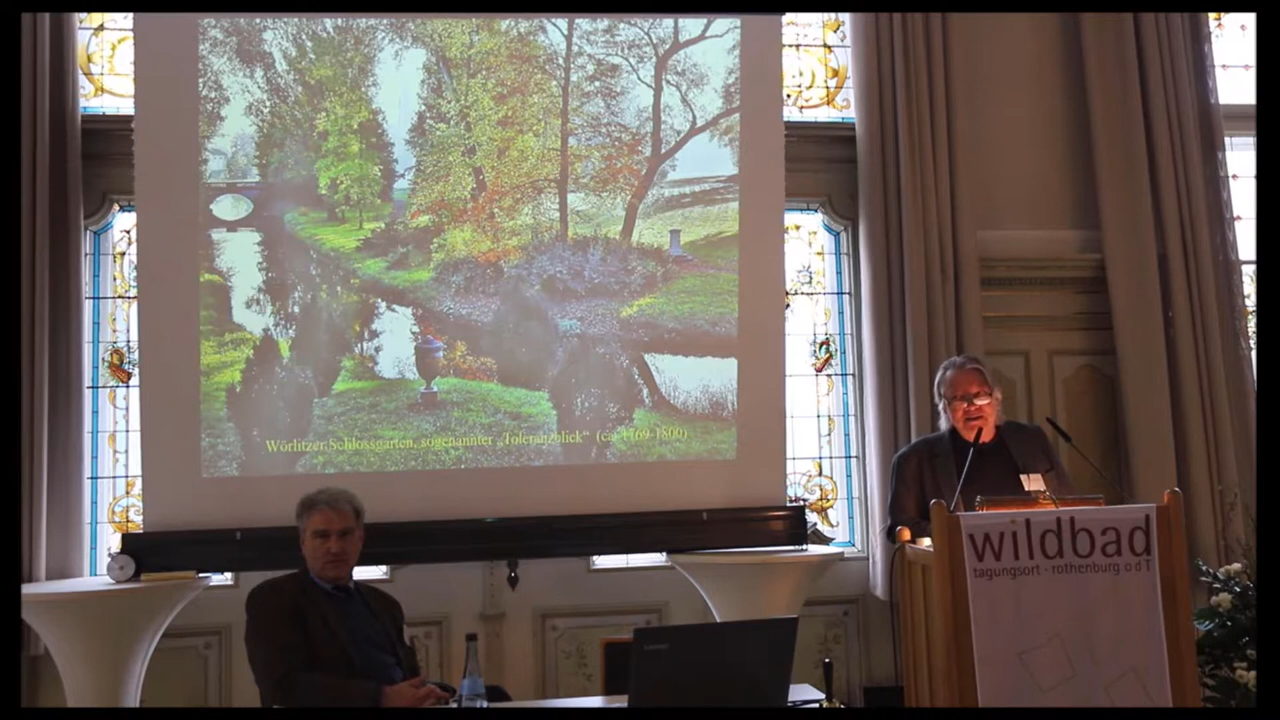 Wörlitzer Schlossgarten, sogenannter „Toleranzblick“ (ca. 1769-1800)
wildbad
tagungsort · rothenburg o d T